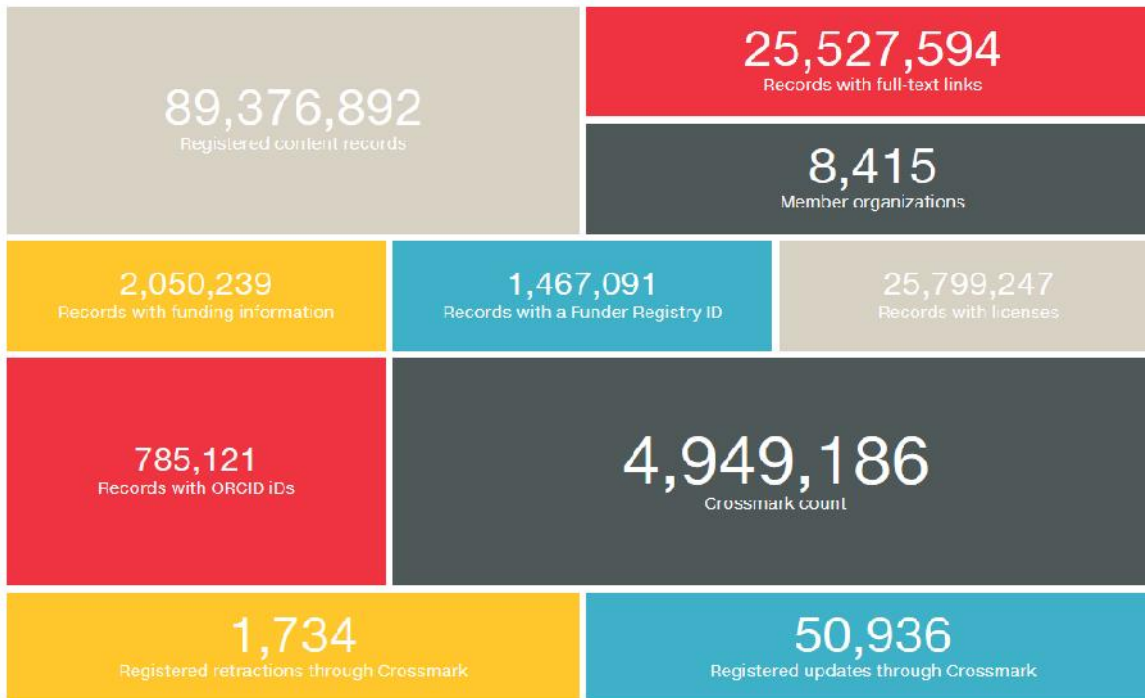 89,376,892
Registered content records
25,527,594
Records with full-text links
8,415
Member organizations
2,050,239
Records with funding information
1,467,091
Records with a Funder Registry ID
25,799,247
Records with licenses
785,121
Records with ORCID iDs
4,949,186
Crossmark count
1,734
Registered retractions through Crossmark
50,936
Registered updates through Crossmark